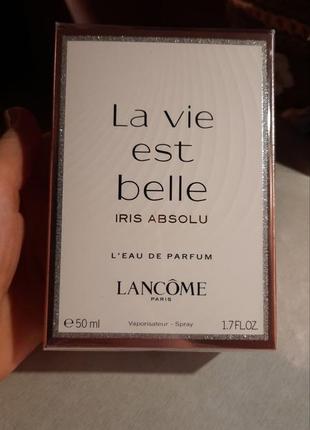 La vie
est
belle
IRIS ABSOLU
L'EAU DE PARFUM
LANCÔME
PARIS
e 50 ml Vaporisateur - Spray 1.7 FL.OZ.